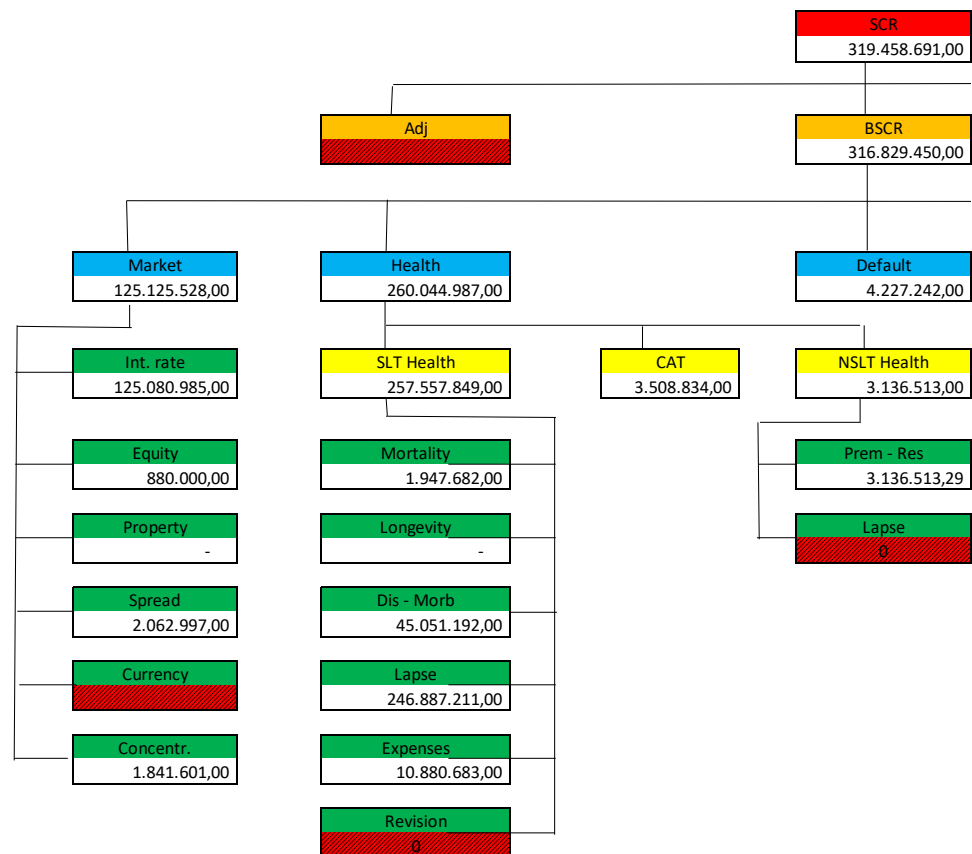 SCR
319.458.691,00
Adj
BSCR
316.829.450,00
Market
125.125.528,00
Health
260.044.987,00
Default
4.227.242,00
Int. rate
125.080.985,00
SLT Health
257.557.849,00
CAT
3.508.834,00
NSLT Health
3.136.513,00
Equity
880.000,00
Mortality
1.947.682,00
Prem - Res
3.136.513,29
Property
-
Longevity
-
Lapse
0
Spread
2.062.997,00
Dis - Morb
45.051.192,00
Currency
Lapse
246.887.211,00
Concentr.
1.841.601,00
Expenses
10.880.683,00
Revision
0